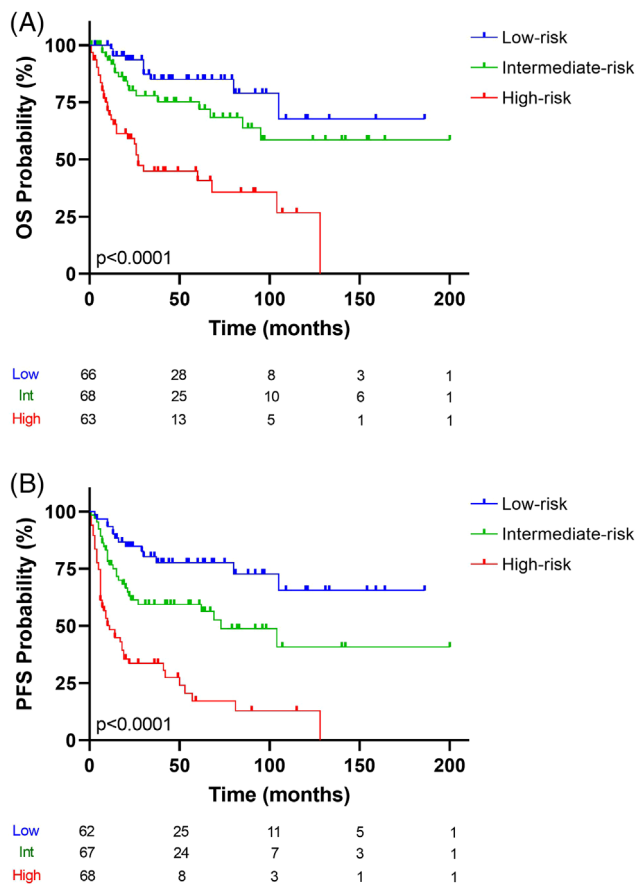 (A)
Low-risk
Intermediate-risk
High-risk
OS Probability (%)
100
75
50
25
0
p<0.0001
0 50 100 150 200
Time (months)
Low 66 28 8 3 1
Int 68 25 10 6 1
High 63 13 5 1 1
(B)
Low-risk
Intermediate-risk
High-risk
PFS Probability (%)
100
75
50
25
0
p<0.0001
0 50 100 150 200
Time (months)
Low 62 25 11 5 1
Int 67 24 7 3 1
High 68 8 3 1 1